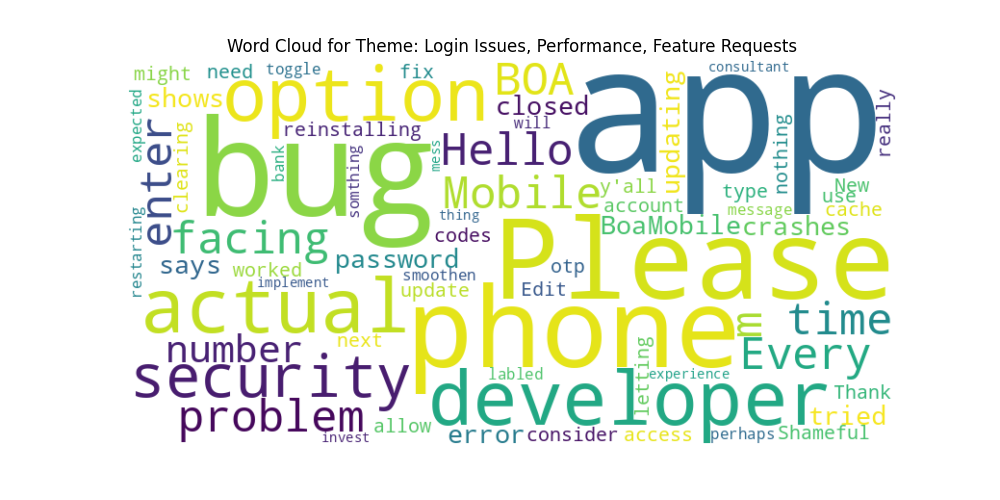 Word Cloud for Theme: Login Issues, Performance, Feature Requests
might need toggle fix BOA app consultant
shows option closed
expected enter clearing reinstalling will updating nothing really
bug bank somthing mess Hello
Mobile y'all type New use
account message cache
restarting facing thing codes BoaMobile crashes
says worked password smoothen otp Please
implement update Edit
actual phone m time
number next Every
security labled letting experience
problem developer Thank
allow tried
invest error consider access perhaps Shameful